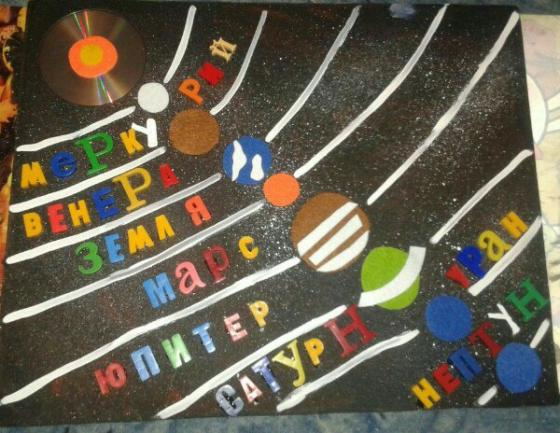 МЕРКУРИЙ
ВЕНЕРА
ЗЕМЛЯ
МарС
ЮПИТЕР
САТУРН
УРАН
НЕПТУН